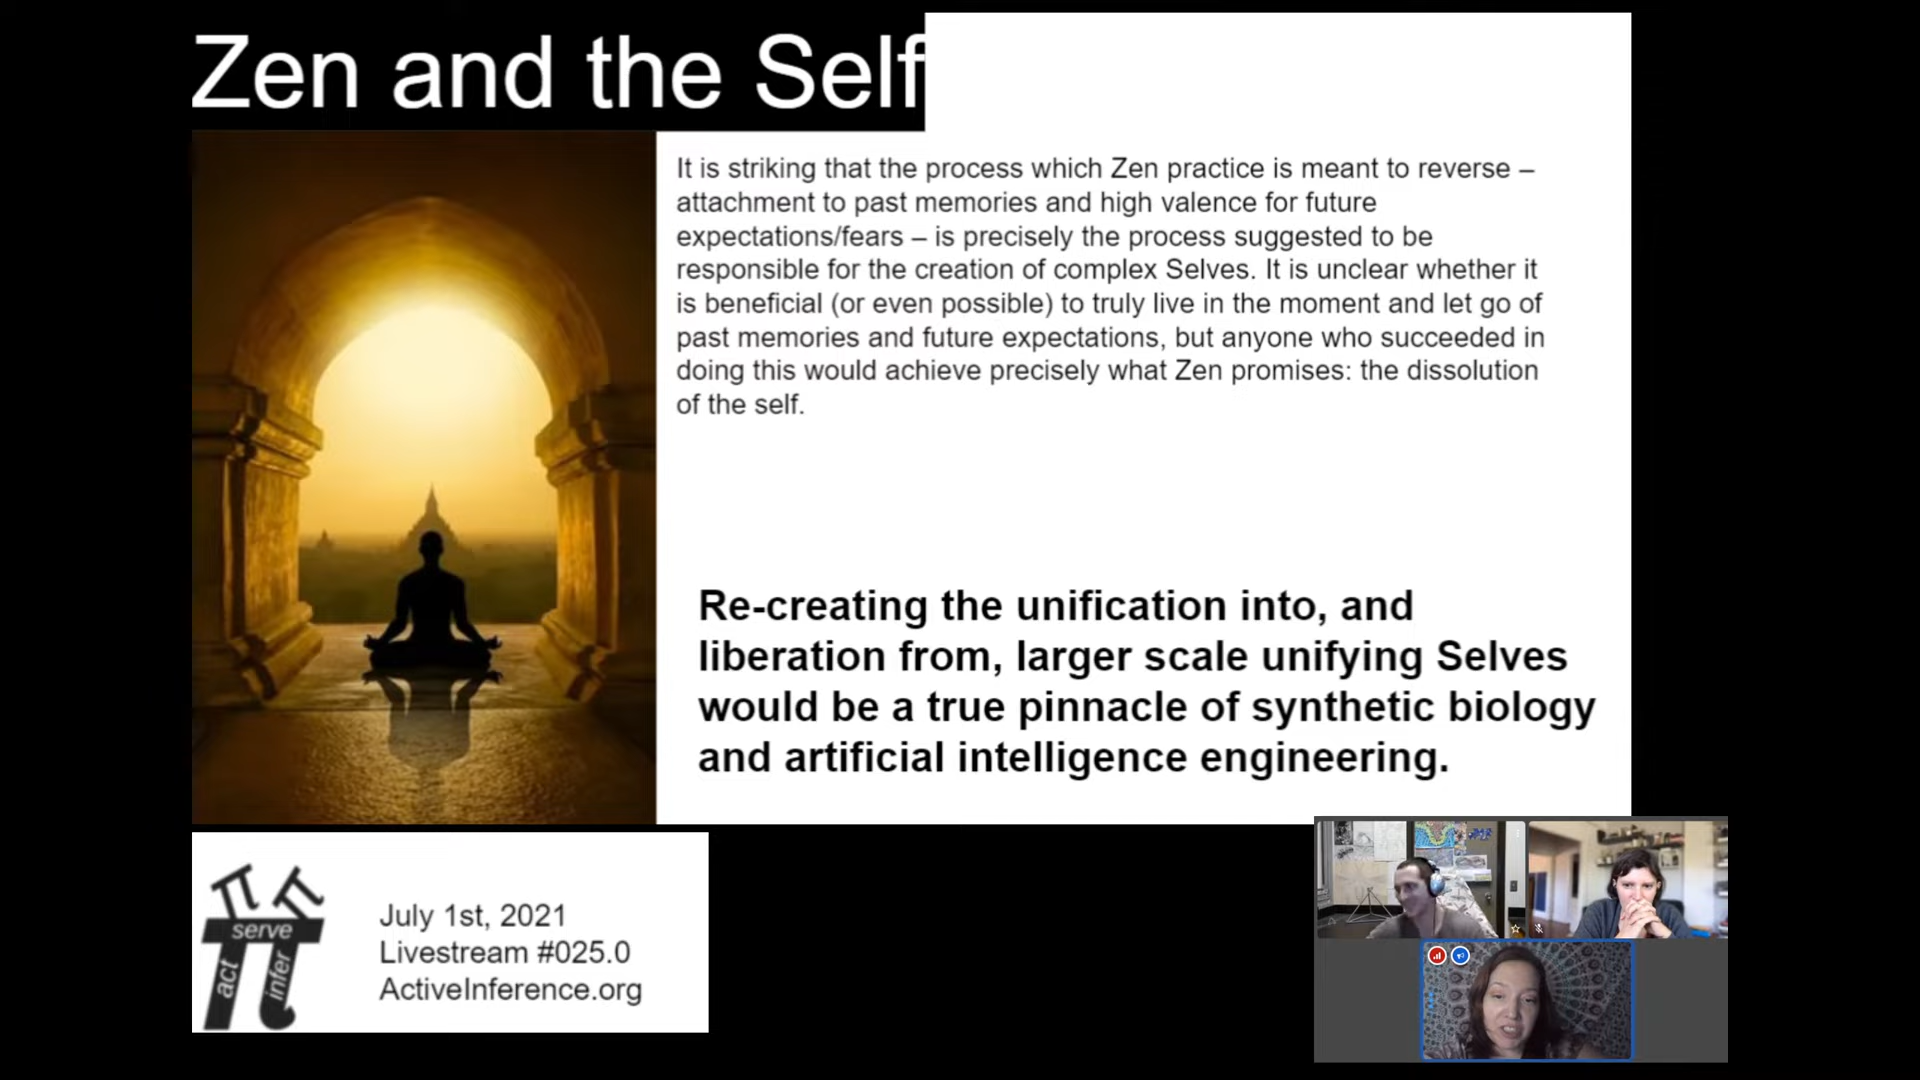 Zen and the Self
It is striking that the process which Zen practice is meant to reverse –
attachment to past memories and high valence for future
expectations/fears – is precisely the process suggested to be
responsible for the creation of complex Selves. It is unclear whether it
is beneficial (or even possible) to truly live in the moment and let go of
past memories and future expectations, but anyone who succeeded in
doing this would achieve precisely what Zen promises: the dissolution
of the self.
Re-creating the unification into, and
liberation from, larger scale unifying Selves
would be a true pinnacle of synthetic biology
and artificial intelligence engineering.
serve
act
infer
July 1st, 2021
Livestream #025.0
ActiveInference.org